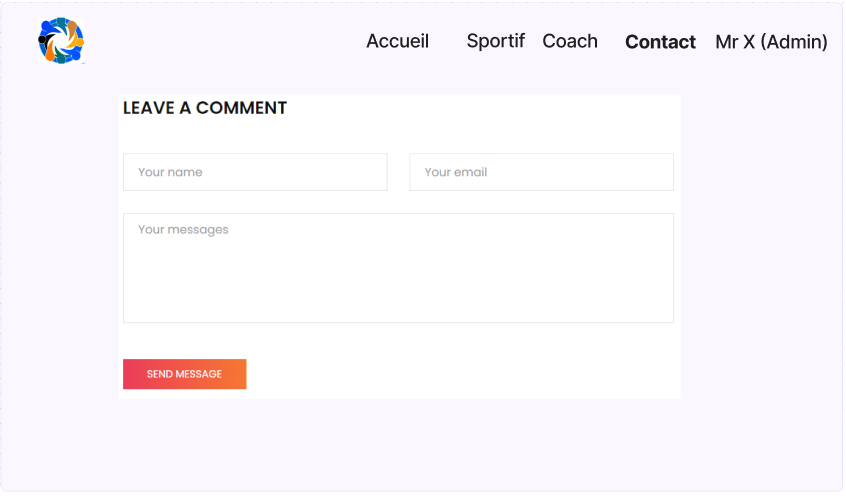 Accueil Sportif Coach Contact Mr X (Admin)
LEAVE A COMMENT
Your name Your email
Your messages
SEND MESSAGE